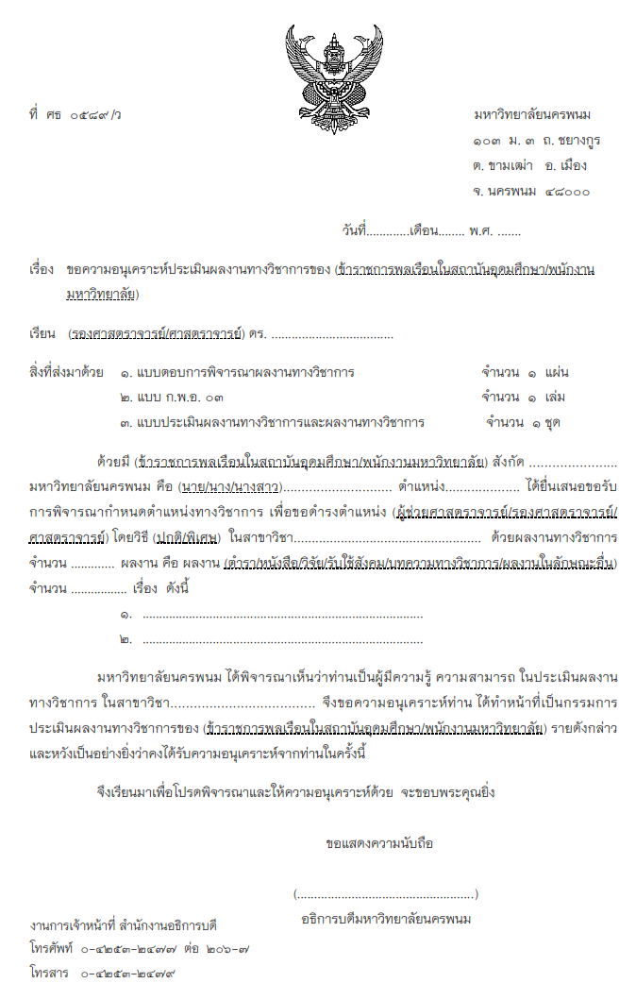 ที่ ศธ ๐๕๘๙/ว
มหาวิทยาลัยนครพนม
๑๐๓ ม. ๓ ถ. ชยางกูร
ต. ขามเฒ่า อ. เมือง
จ. นครพนม ๔๘๐๐๐
วันที่.............เดือน........ พ.ศ. .......
เรื่อง ขอความอนุเคราะห์ประเมินผลงานทางวิชาการของ (ข้าราชการพลเรือนในสถาบันอุดมศึกษา/พนักงาน
มหาวิทยาลัย)
เรียน (รองศาสตราจารย์/ศาสตราจารย์) ดร. ....................................
สิ่งที่ส่งมาด้วย ๑. แบบตอบการพิจารณาผลงานทางวิชาการ จำนวน ๑ แผ่น
๒. แบบ ก.พ.อ. ๐๓ จำนวน ๑ เล่ม
๓. แบบประเมินผลงานทางวิชาการและผลงานทางวิชาการ จำนวน ๑ ชุด
ด้วยมี (ข้าราชการพลเรือนในสถาบันอุดมศึกษา/พนักงานมหาวิทยาลัย) สังกัด .......................
มหาวิทยาลัยนครพนม คือ (นาย/นาง/นางสาว)................................ ตำแหน่ง...................... ได้ยื่นเสนอขอรับ
การพิจารณากำหนดตำแหน่งทางวิชาการ เพื่อขอดำรงตำแหน่ง (ผู้ช่วยศาสตราจารย์/รองศาสตราจารย์/
ศาสตราจารย์) โดยวิธี (ปกติ/พิเศษ) ในสาขาวิชา....................................................... ด้วยผลงานทางวิชาการ
จำนวน ............. ผลงาน คือ ผลงาน (ตำรา/หนังสือ/วิจัย/รับใช้สังคม/บทความทางวิชาการ/ผลงานในลักษณะอื่น)
จำนวน ................ เรื่อง ดังนี้
๑. ...................................................................................
๒. ...................................................................................
มหาวิทยาลัยนครพนม ได้พิจารณาเห็นว่าท่านเป็นผู้มีความรู้ ความสามารถ ในประเมินผลงาน
ทางวิชาการ ในสาขาวิชา..................................... จึงขอความอนุเคราะห์ท่าน ได้ทำหน้าที่เป็นกรรมการ
ประเมินผลงานทางวิชาการของ (ข้าราชการพลเรือนในสถาบันอุดมศึกษา/พนักงานมหาวิทยาลัย) รายดังกล่าว
และหวังเป็นอย่างยิ่งว่าคงได้รับความอนุเคราะห์จากท่านในครั้งนี้
จึงเรียนมาเพื่อโปรดพิจารณาและให้ความอนุเคราะห์ด้วย จะขอบพระคุณยิ่ง
ขอแสดงความนับถือ
(.....................................................)
อธิการบดีมหาวิทยาลัยนครพนม
งานการเจ้าหน้าที่ สำนักงานอธิการบดี
โทรศัพท์ ๐-๔๒๕๓-๒๔๗๗ ต่อ ๒๐๖-๗
โทรสาร ๐-๔๒๕๓-๒๔๗๙